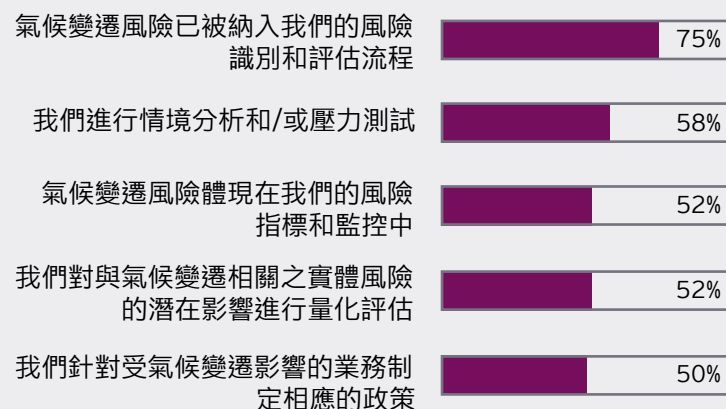 氣候變遷風險已被納入我們的風險
識別和評估流程
75%
我們進行情境分析和/或壓力測試
58%
氣候變遷風險體現在我們的風險
指標和監控中
52%
我們對與氣候變遷相關之實體風險
的潛在影響進行量化評估
52%
我們針對受氣候變遷影響的業務制
定相應的政策
50%